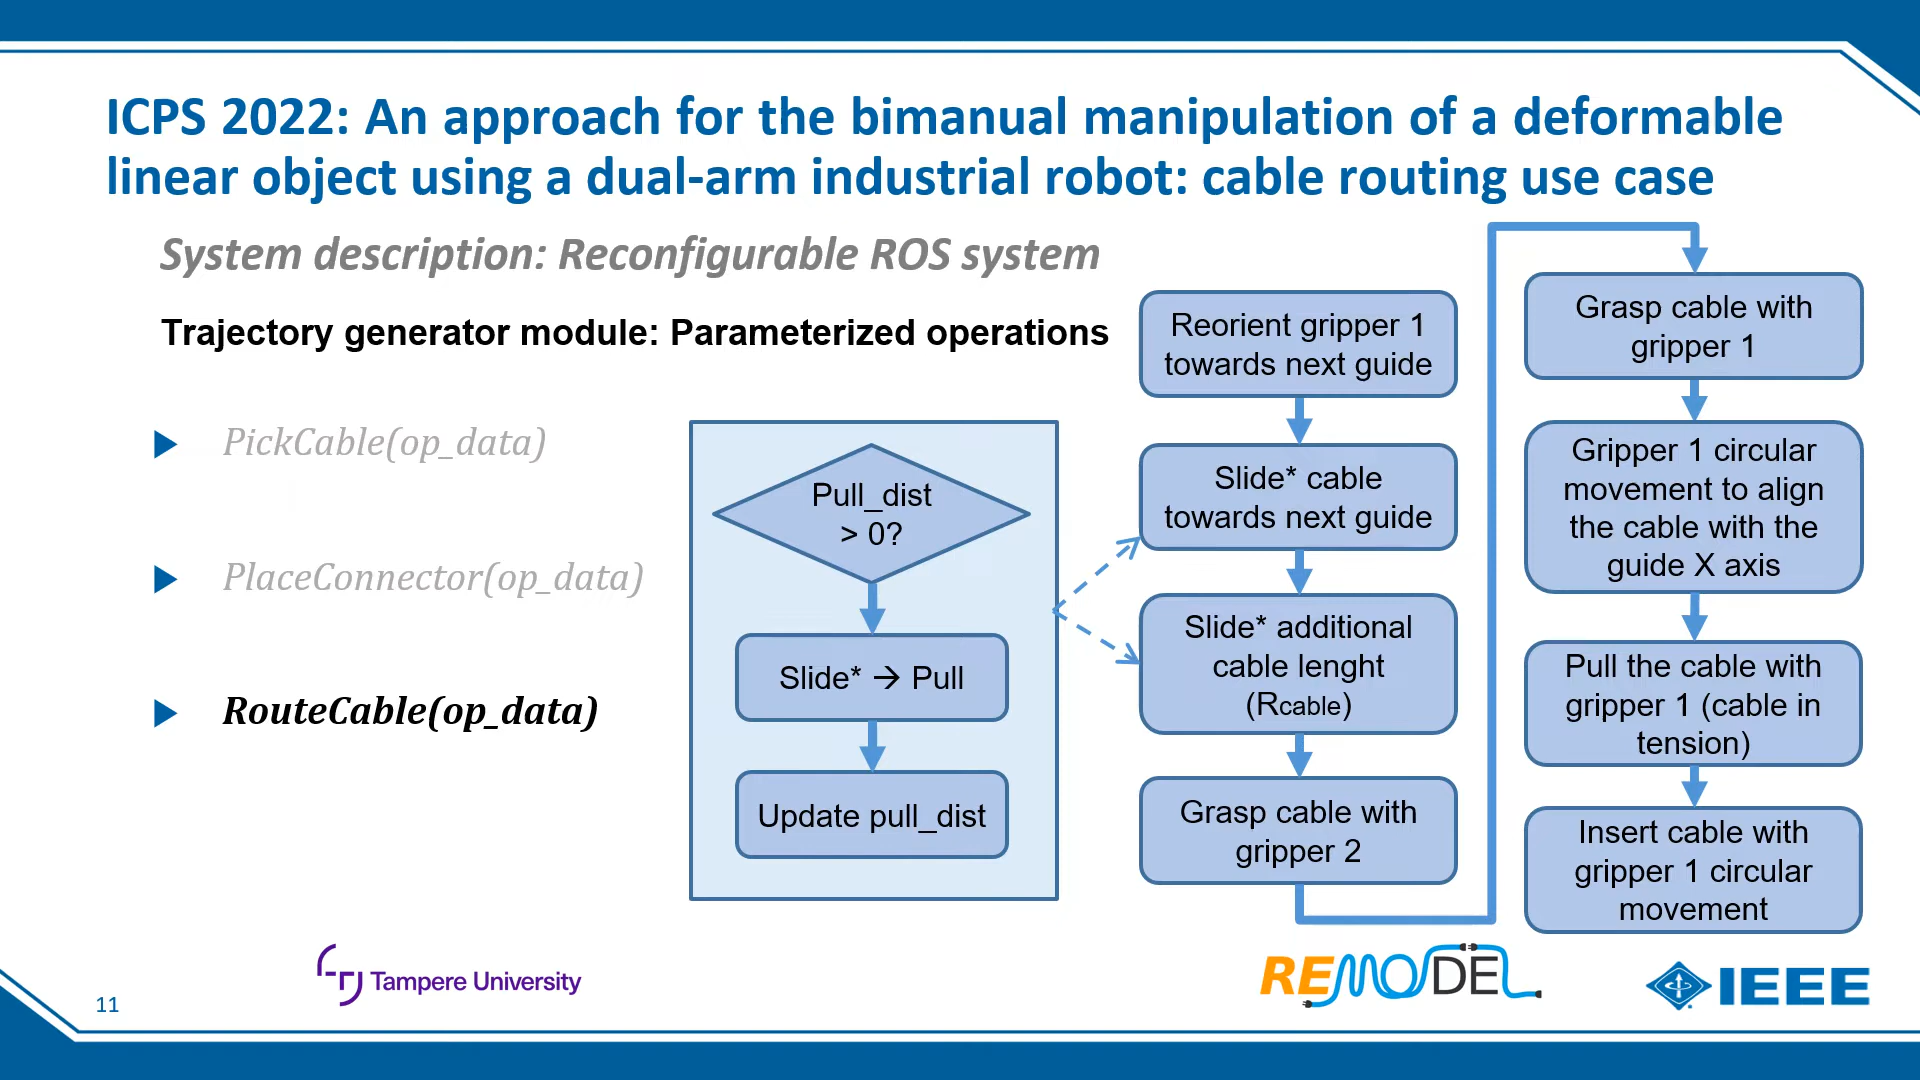 ICPS 2022: An approach for the bimanual manipulation of a deformable
linear object using a dual-arm industrial robot: cable routing use case
System description: Reconfigurable ROS system
Trajectory generator module: Parameterized operations
PickCable(op_data)
PlaceConnector(op_data)
RouteCable(op_data)
Pull_dist
> 0?
Slide* → Pull
Update pull_dist
Reorient gripper 1
towards next guide
Slide* cable
towards next guide
Slide* additional
cable lenght
(Rcable)
Grasp cable with
gripper 2
Grasp cable with
gripper 1
Gripper 1 circular
movement to align
the cable with the
guide X axis
Pull the cable with
gripper 1 (cable in
tension)
Insert cable with
gripper 1 circular
movement
11
Tampere University
REMODEL
IEEE